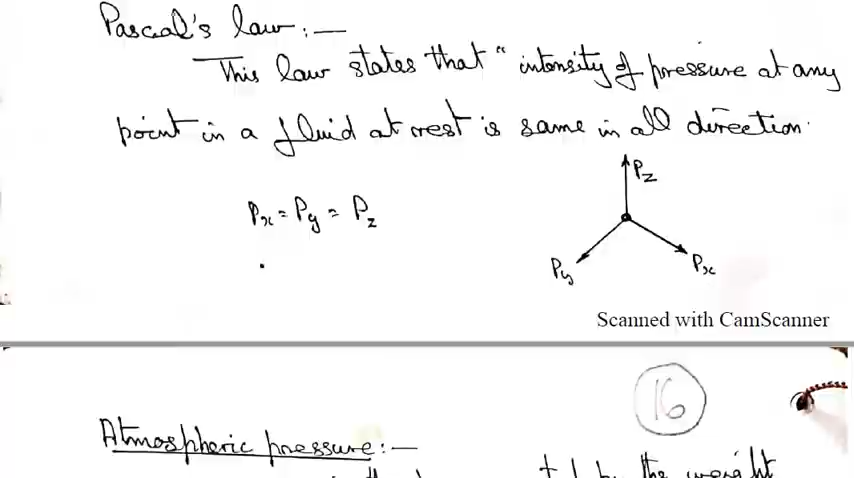 Pascal's law:—
This law states that "intensity of pressure at any
point in a fluid at rest is same in all direction.
Px = Py = Pz
Pz
Py
Px
Scanned with CamScanner
16
Atmospheric pressure:—
by the weight